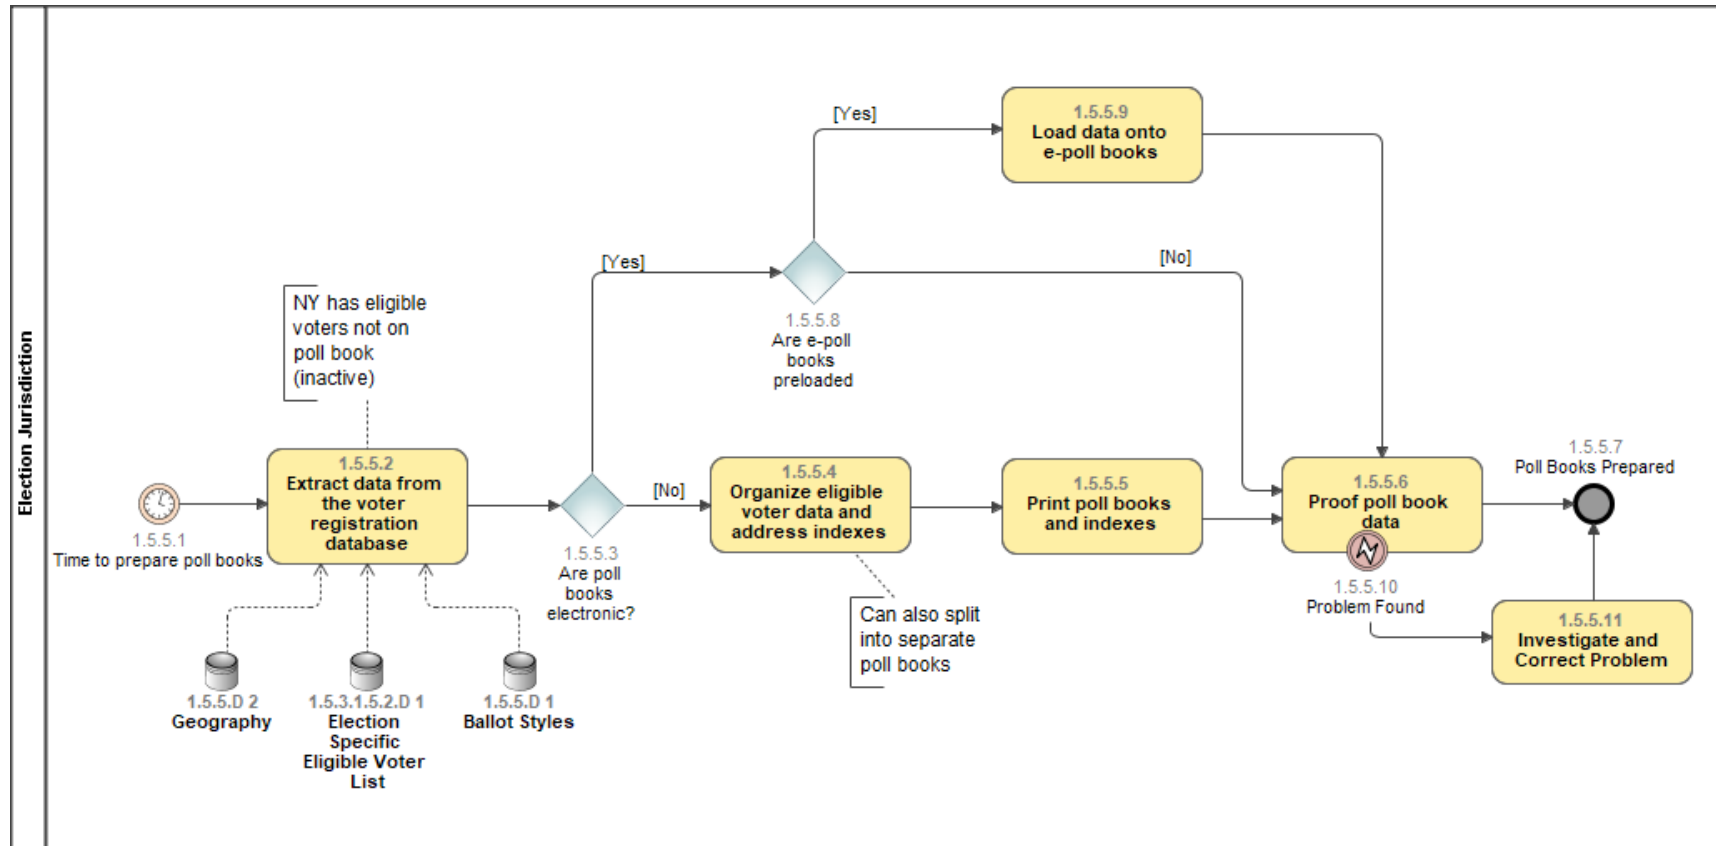 Election Jurisdiction
1.5.5.9
Load data onto
e-poll books
[Yes]
[Yes]
[No]
1.5.5.8
Are e-poll
books
preloaded
NY has eligible
voters not on
poll book
(inactive)
1.5.5.1
Time to prepare poll books
1.5.5.2
Extract data from
the voter
registration
database
1.5.5.3
Are poll
books
electronic?
[No]
1.5.5.4
Organize eligible
voter data and
address indexes
1.5.5.5
Print poll books
and indexes
1.5.5.6
Proof poll book
data
1.5.5.7
Poll Books Prepared
1.5.5.10
Problem Found
1.5.5.11
Investigate and
Correct Problem
Can also split
into separate
poll books
1.5.5.D 2
Geography
1.5.3.1.5.2.D 1
Election
Specific
Eligible Voter
List
1.5.5.D 1
Ballot Styles